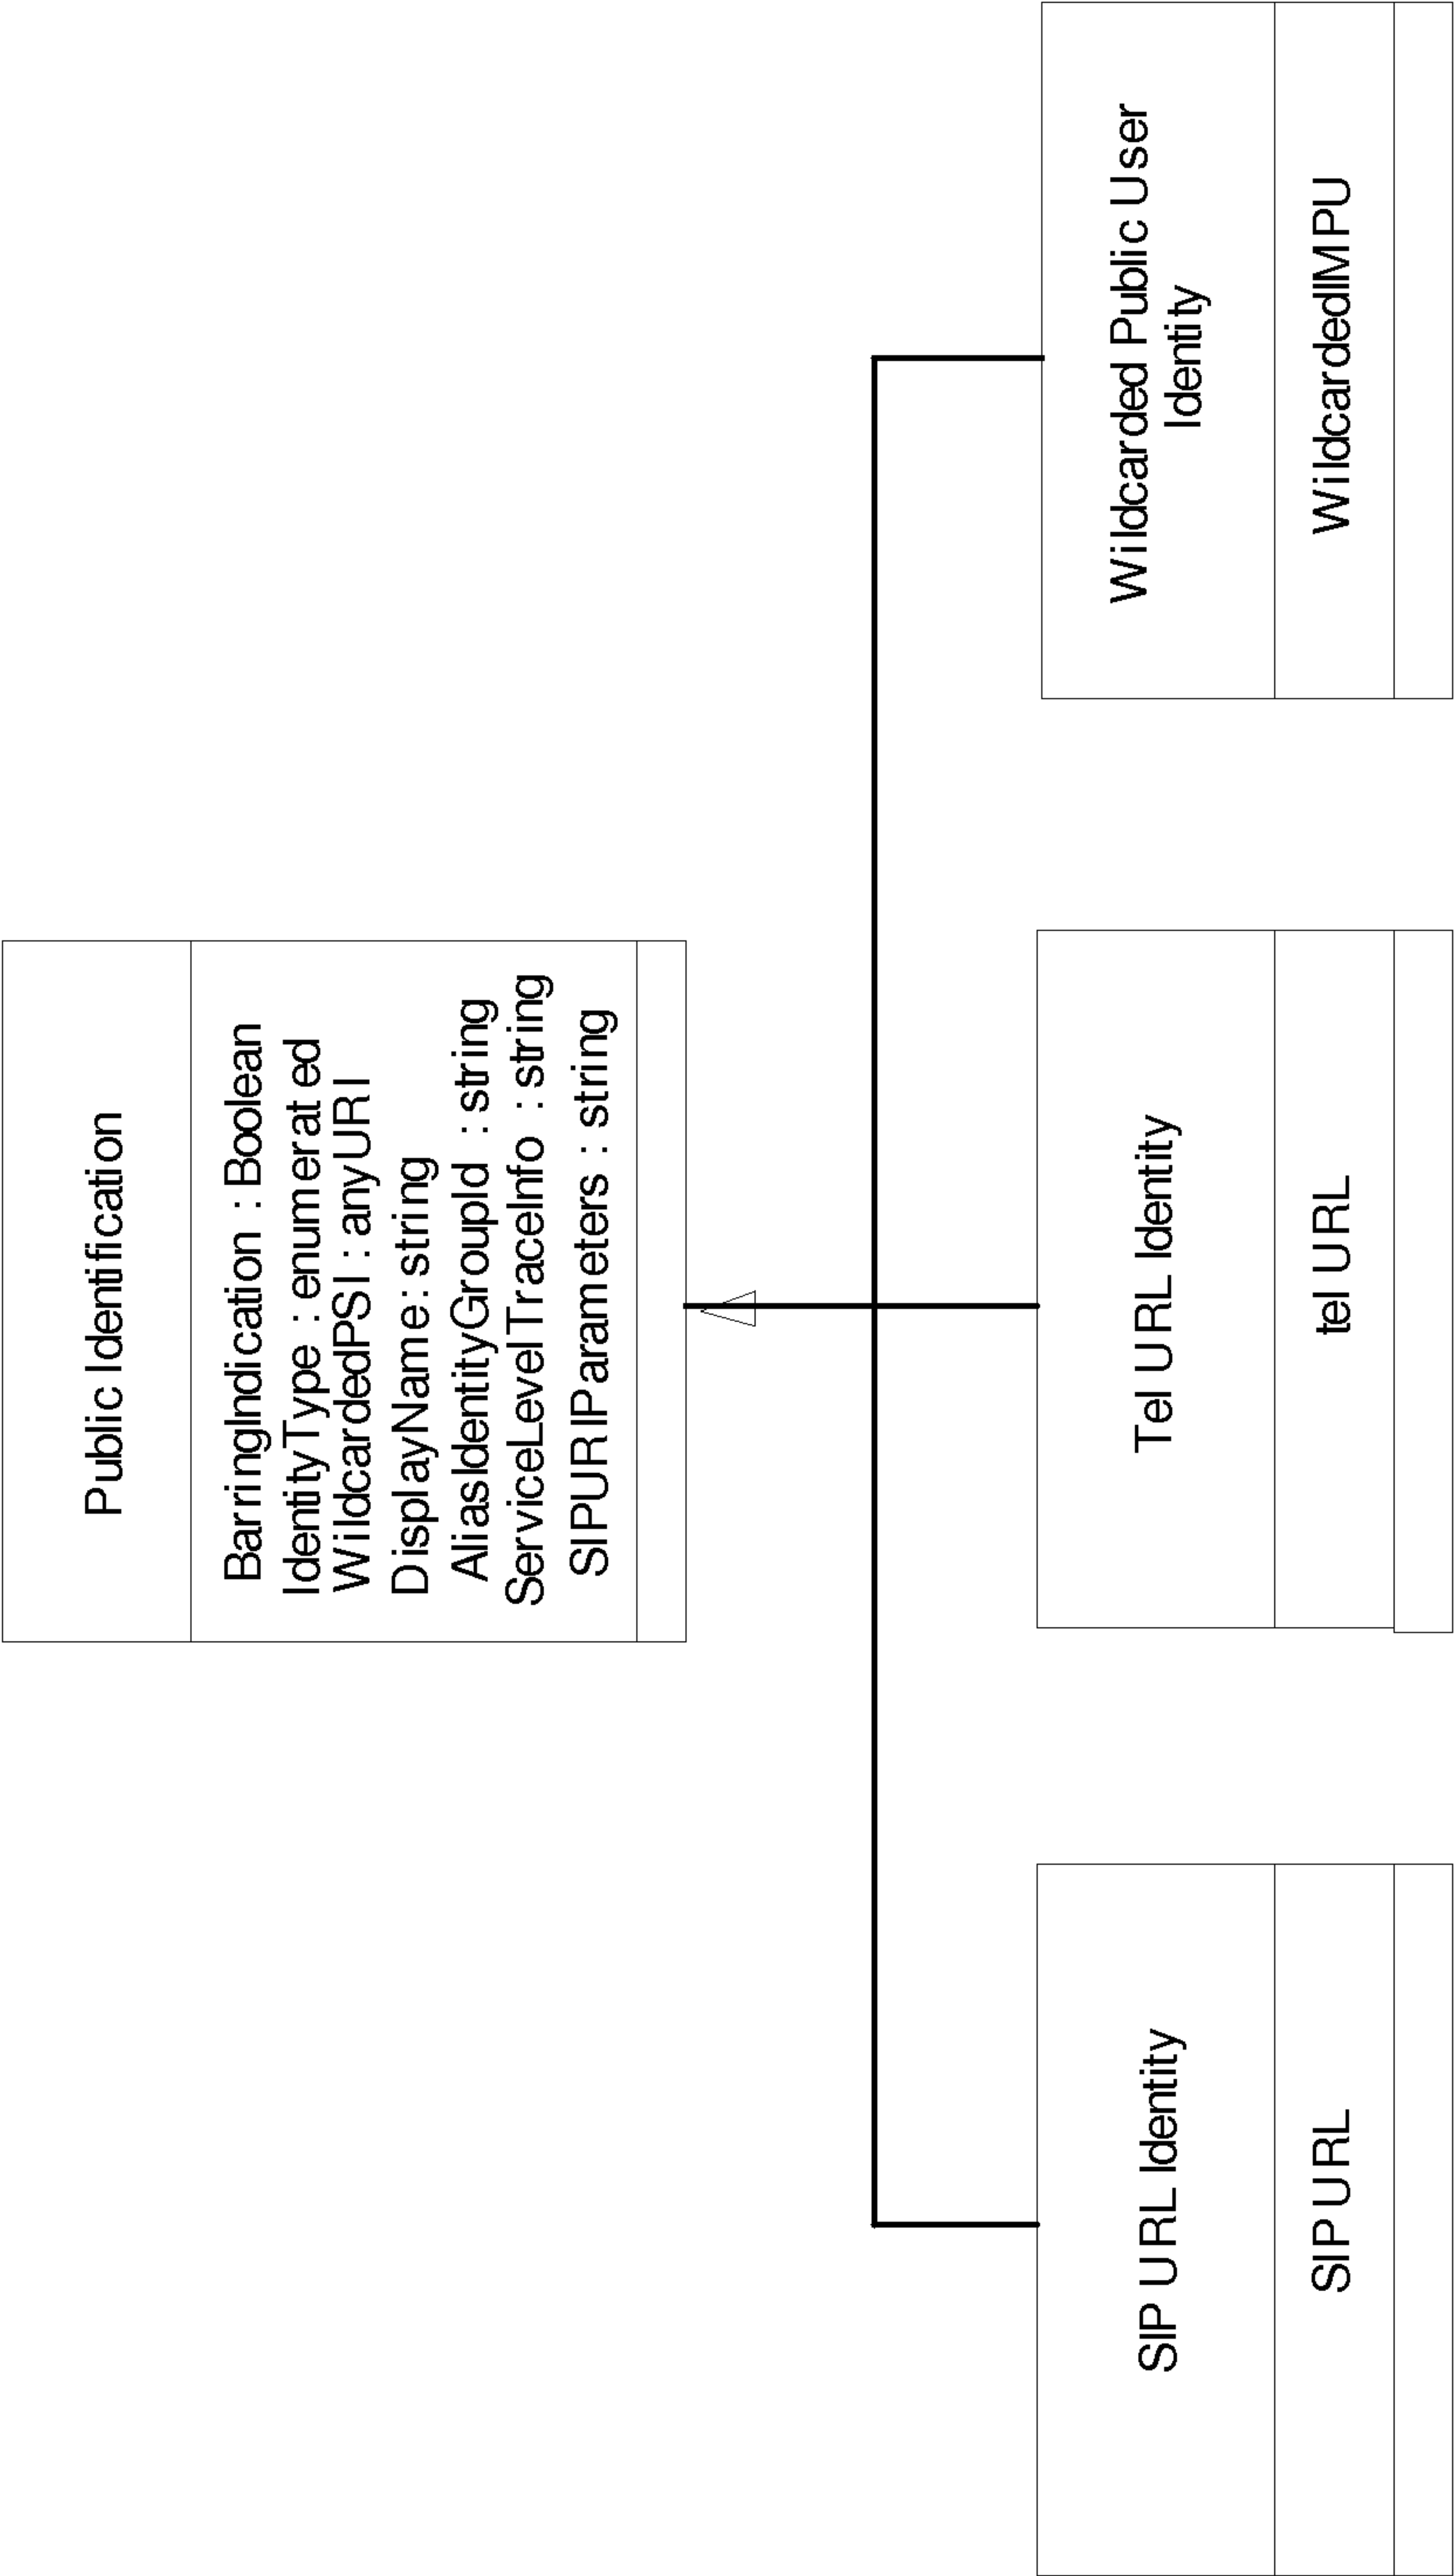 Public Identification
BarringIndication : Boolean
IdentityType : enumerated
WildcardedPSI : anyURI
DisplayName : string
AliasIdentityGroupId : string
ServiceLevelTraceInfo : string
SIPURIParameters : string
SIP URL Identity
SIP URL
Tel URL Identity
tel URL
Wildcarded Public User
Identity
WildcardedIMPU